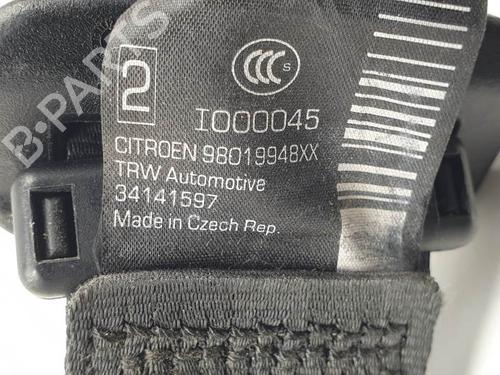 B-PARTS
2
CCC S
I000045
CITROEN 98019948XX
TRW Automotive
34141597
Made in Czech Rep.